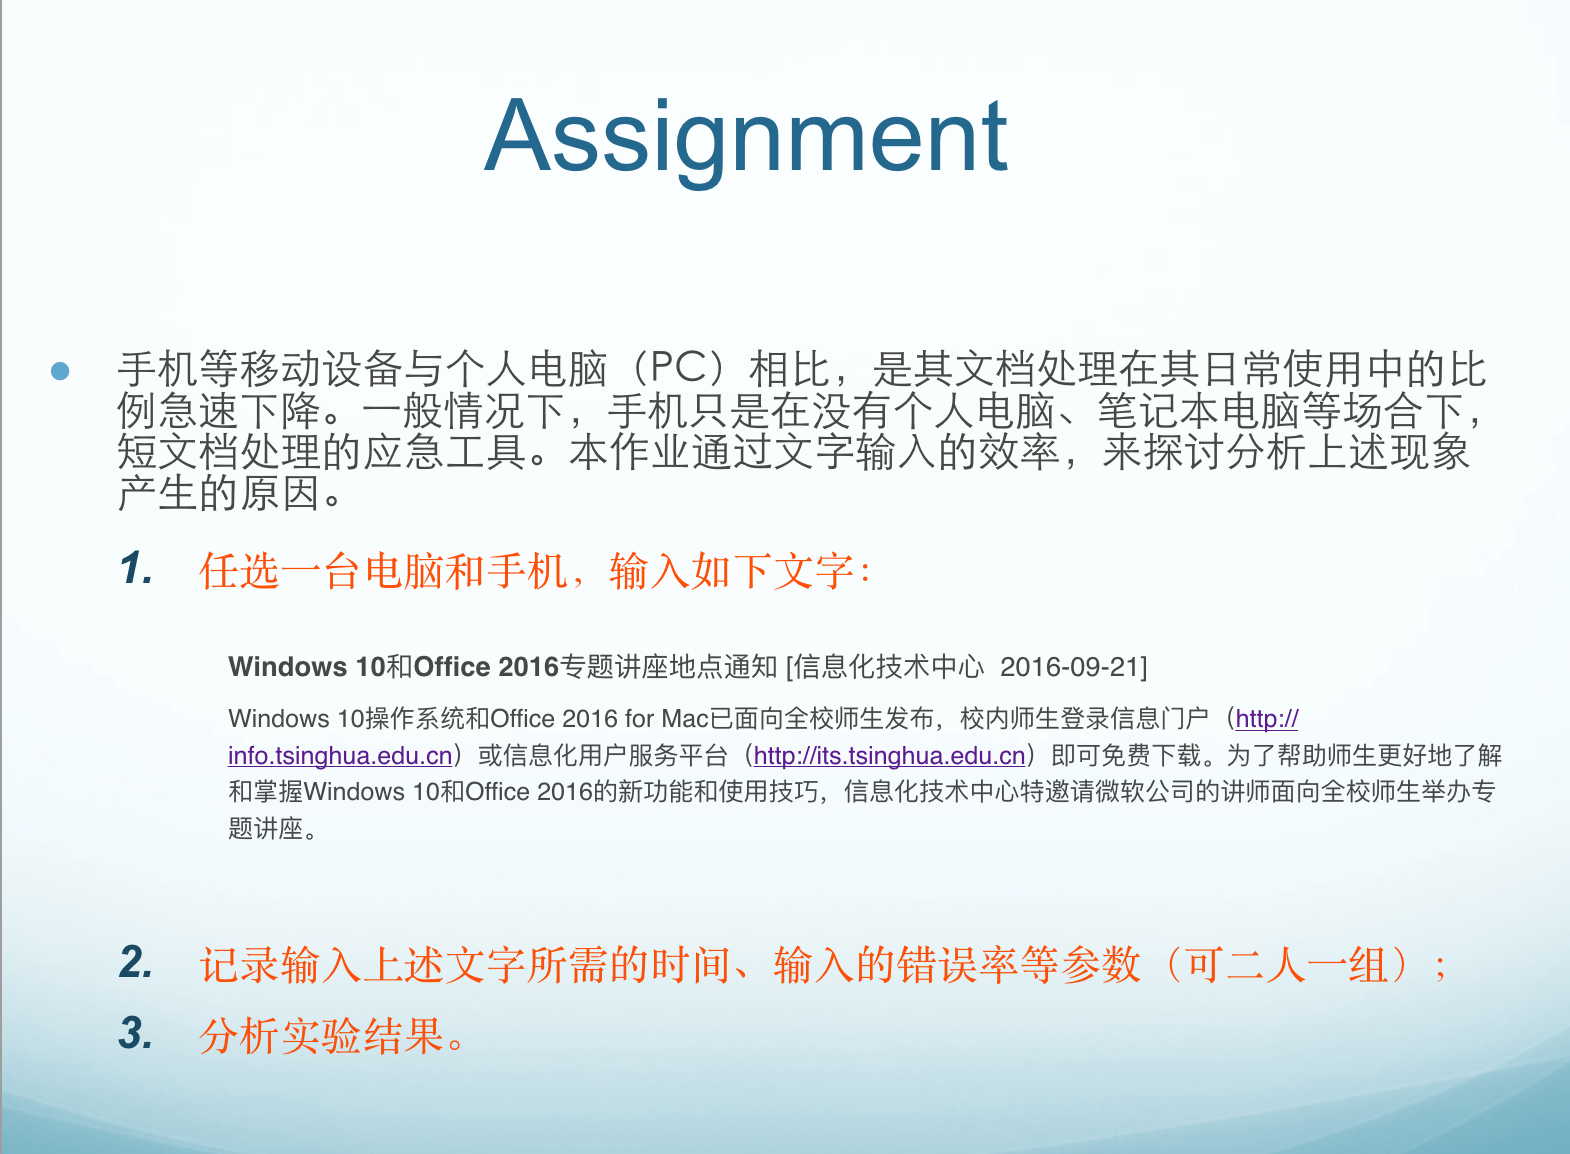 Assignment
手机等移动设备与个人电脑（PC）相比，是其文档处理在其日常使用中的比
例急速下降。一般情况下，手机只是在没有个人电脑、笔记本电脑等场合下，
短文档处理的应急工具。本作业通过文字输入的效率，来探讨分析上述现象
产生的原因。
1. 任选一台电脑和手机，输入如下文字：
Windows 10和Office 2016专题讲座地点通知 [信息化技术中心  2016-09-21]
Windows 10操作系统和Office 2016 for Mac已面向全校师生发布，校内师生登录信息门户（http://
info.tsinghua.edu.cn）或信息化用户服务平台（http://its.tsinghua.edu.cn）即可免费下载。为了帮助师生更好地了解
和掌握Windows 10和Office 2016的新功能和使用技巧，信息化技术中心特邀请微软公司的讲师面向全校师生举办专
题讲座。
2. 记录输入上述文字所需的时间、输入的错误率等参数（可二人一组）；
3. 分析实验结果。